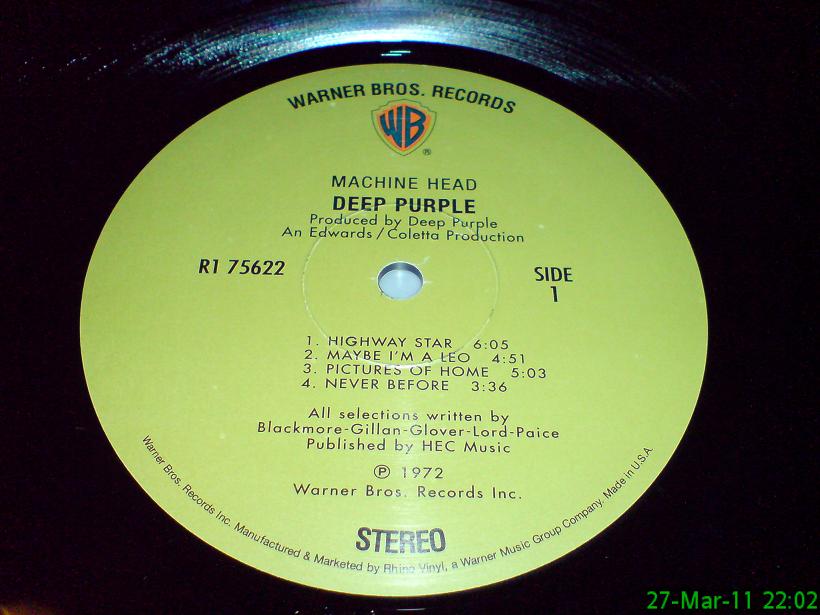 WARNER BROS. RECORDS
WB
®
MACHINE HEAD
DEEP PURPLE
Produced by Deep Purple
An Edwards/Coletta Production
R1 75622
SIDE
1
1. HIGHWAY STAR 6:05
2. MAYBE I'M A LEO 4:51
3. PICTURES OF HOME 5:03
4. NEVER BEFORE 3:36
All selections written by
Blackmore-Gillan-Glover-Lord-Paice
Published by HEC Music
℗ 1972
Warner Bros. Records Inc.
STEREO
Warner Bros. Records Inc. Manufactured & Marketed by Rhino Vinyl, a Warner Music Group Company. Made in U.S.A
27-Mar-11 22:02